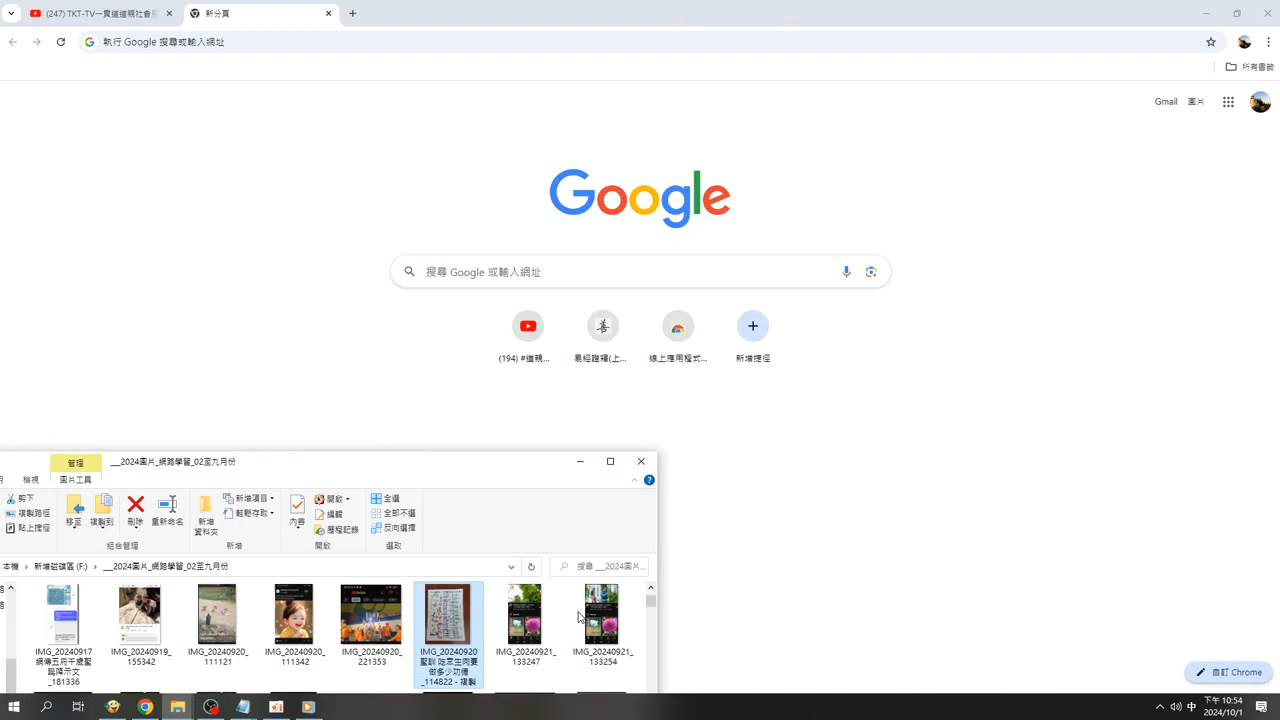 (247) TKT-TV一貫道道親社會
新分頁
執行 Google 搜尋或輸入網址
所有書籤
Gmail
圖片
Google
搜尋 Google 或輸入網址
(194) #道親...
易經證釋(上...
線上應用程式...
新增捷徑
管理
___2024圖片_網路學習_02至九月份
檢視
圖片工具
剪下
複製路徑
貼上捷徑
移至
複製到
刪除
重新命名
新增
資料夾
新增項目
輕鬆存取
內容
開啟
編輯
歷程記錄
全選
全部不選
反向選擇
組合管理
新增
開啟
選取
本機
新增磁碟區 (F:)
___2024圖片_網路學習_02至九月份
搜尋 ___2024圖片...
IMG_20240917
網傳五府千歲聖
誕降示文
_181336
IMG_20240919_
155342
IMG_20240920_
111121
IMG_20240920_
111342
IMG_20240920_
221353
IMG_20240920
聖訓 吃眾生肉要
做多少功德
_114822 - 複製
IMG_20240921_
133247
IMG_20240921_
133254
自訂 Chrome
中
下午 10:54
2024/10/1